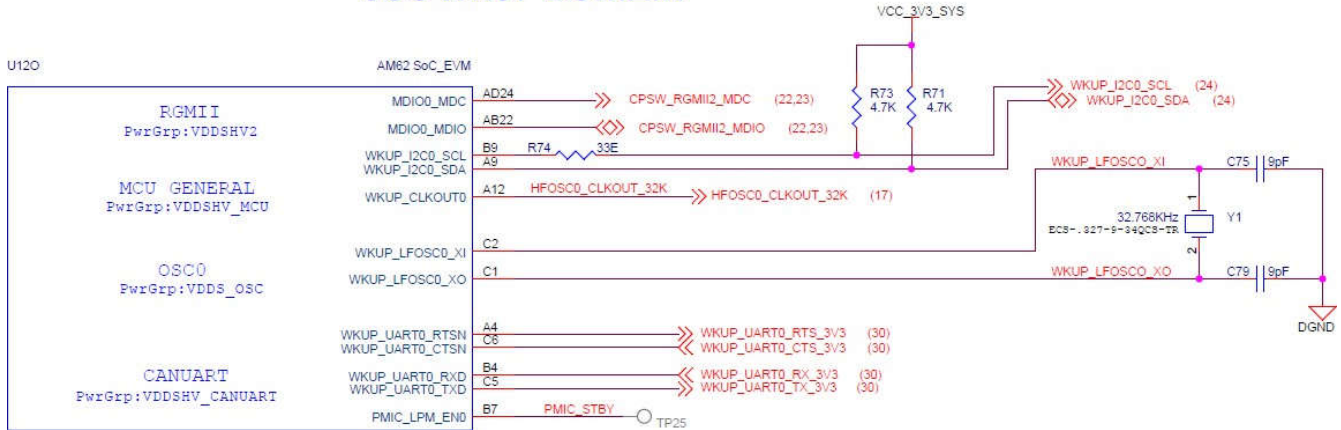 VCC_3V3_SYS
U12O
AM62 SoC_EVM
RGMII
PwrGrp:VDDSHV2
MCU GENERAL
PwrGrp:VDDSHV_MCU
OSC0
PwrGrp:VDDS_OSC
CANUART
PwrGrp:VDDSHV_CANUART
MDIO0_MDC AD24 CPSW_RGMII2_MDC (22,23)
MDIO0_MDIO AB22 CPSW_RGMII2_MDIO (22,23)
WKUP_I2C0_SCL B9 R74 33E
WKUP_I2C0_SDA A9
R73 4.7K
R71 4.7K
WKUP_I2C0_SCL (24)
WKUP_I2C0_SDA (24)
WKUP_CLKOUT0 A12 HFOSC0_CLKOUT_32K HFOSC0_CLKOUT_32K (17)
WKUP_LFOSC0_XI C2 WKUP_LFOSCO_XI C75 9pF
1
32.768KHz Y1
ECS-.327-9-34QCS-TR
2
WKUP_LFOSC0_XO C1 WKUP_LFOSCO_XO C79 9pF
DGND
WKUP_UART0_RTSN A4 WKUP_UART0_RTS_3V3 (30)
WKUP_UART0_CTSN C6 WKUP_UART0_CTS_3V3 (30)
WKUP_UART0_RXD B4 WKUP_UART0_RX_3V3 (30)
WKUP_UART0_TXD C5 WKUP_UART0_TX_3V3 (30)
PMIC_LPM_EN0 B7 PMIC_STBY TP25